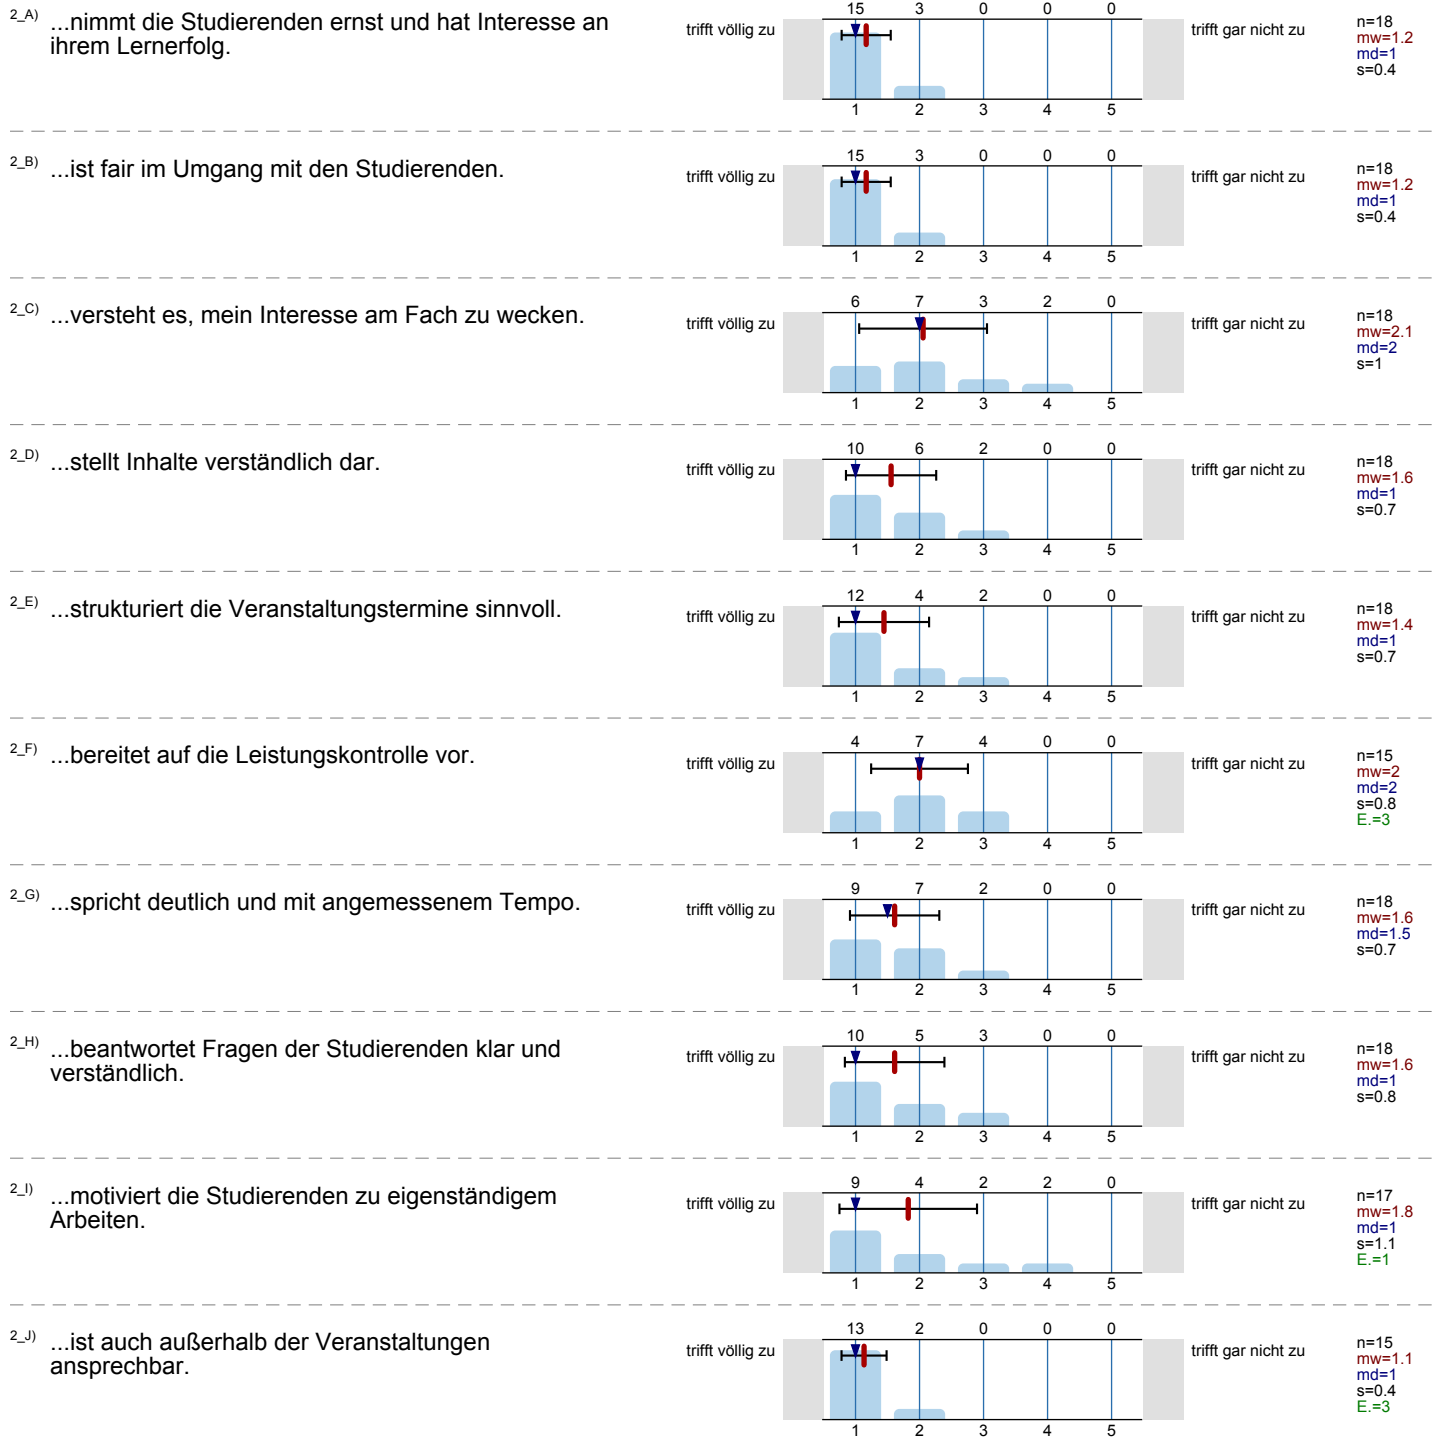 2_A) ...nimmt die Studierenden ernst und hat Interesse an
ihrem Lernerfolg.
trifft völlig zu
15 3 0 0 0
1 2 3 4 5
trifft gar nicht zu
n=18
mw=1.2
md=1
s=0.4
2_B) ...ist fair im Umgang mit den Studierenden.
trifft völlig zu
15 3 0 0 0
1 2 3 4 5
trifft gar nicht zu
n=18
mw=1.2
md=1
s=0.4
2_C) ...versteht es, mein Interesse am Fach zu wecken.
trifft völlig zu
6 7 3 2 0
1 2 3 4 5
trifft gar nicht zu
n=18
mw=2.1
md=2
s=1
2_D) ...stellt Inhalte verständlich dar.
trifft völlig zu
10 6 2 0 0
1 2 3 4 5
trifft gar nicht zu
n=18
mw=1.6
md=1
s=0.7
2_E) ...strukturiert die Veranstaltungstermine sinnvoll.
trifft völlig zu
12 4 2 0 0
1 2 3 4 5
trifft gar nicht zu
n=18
mw=1.4
md=1
s=0.7
2_F) ...bereitet auf die Leistungskontrolle vor.
trifft völlig zu
4 7 4 0 0
1 2 3 4 5
trifft gar nicht zu
n=15
mw=2
md=2
s=0.8
E.=3
2_G) ...spricht deutlich und mit angemessenem Tempo.
trifft völlig zu
9 7 2 0 0
1 2 3 4 5
trifft gar nicht zu
n=18
mw=1.6
md=1.5
s=0.7
2_H) ...beantwortet Fragen der Studierenden klar und
verständlich.
trifft völlig zu
10 5 3 0 0
1 2 3 4 5
trifft gar nicht zu
n=18
mw=1.6
md=1
s=0.8
2_I) ...motiviert die Studierenden zu eigenständigem
Arbeiten.
trifft völlig zu
9 4 2 2 0
1 2 3 4 5
trifft gar nicht zu
n=17
mw=1.8
md=1
s=1.1
E.=1
2_J) ...ist auch außerhalb der Veranstaltungen
ansprechbar.
trifft völlig zu
13 2 0 0 0
1 2 3 4 5
trifft gar nicht zu
n=15
mw=1.1
md=1
s=0.4
E.=3